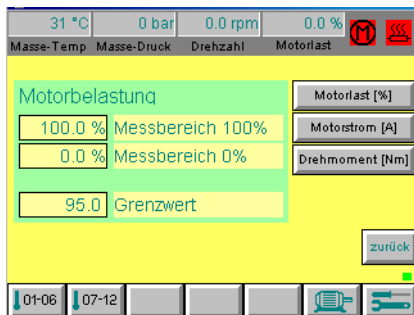 31 °C 0 bar 0.0 rpm 0.0 %
Masse-Temp Masse-Druck Drehzahl Motorlast
M
Motorbelastung
100.0 % Messbereich 100%
0.0 % Messbereich 0%
95.0 Grenzwert
Motorlast [%]
Motorstrom [A]
Drehmoment [Nm]
zurück
01-06 07-12